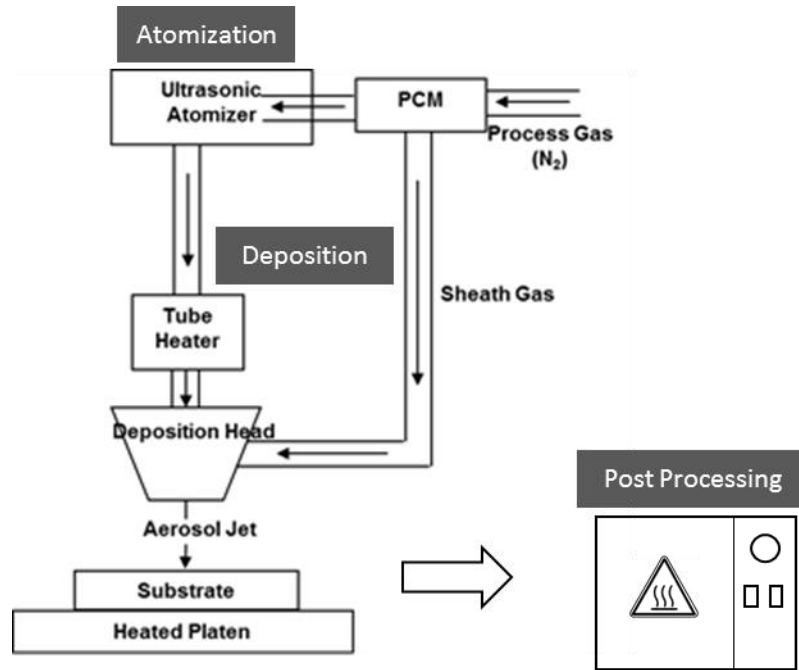 Atomization
Ultrasonic
Atomizer
PCM
Process Gas
(N₂)
Deposition
Sheath Gas
Tube
Heater
Deposition Head
Aerosol Jet
Substrate
Heated Platen
Post Processing